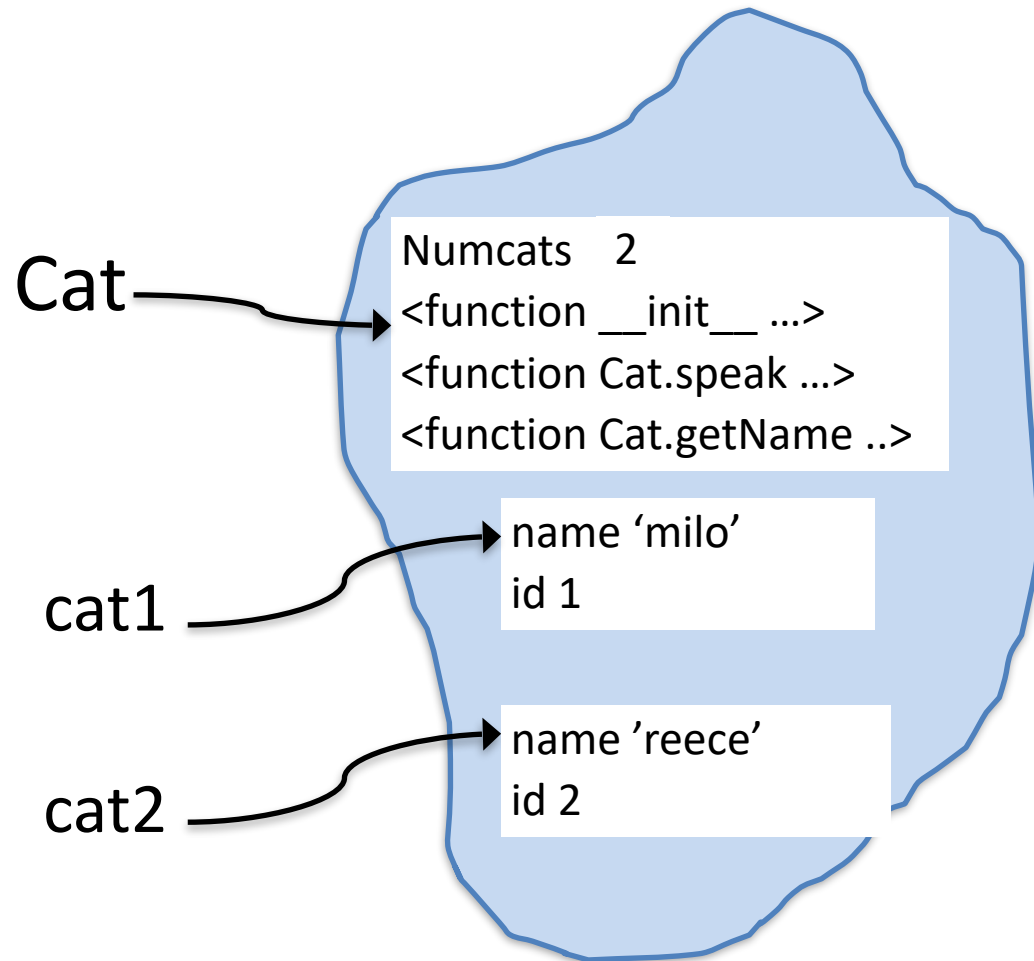 Cat
Numcats 2
<function __init__ …>
<function Cat.speak …>
<function Cat.getName ..>
cat1
name ‘milo’
id 1
cat2
name ’reece’
id 2